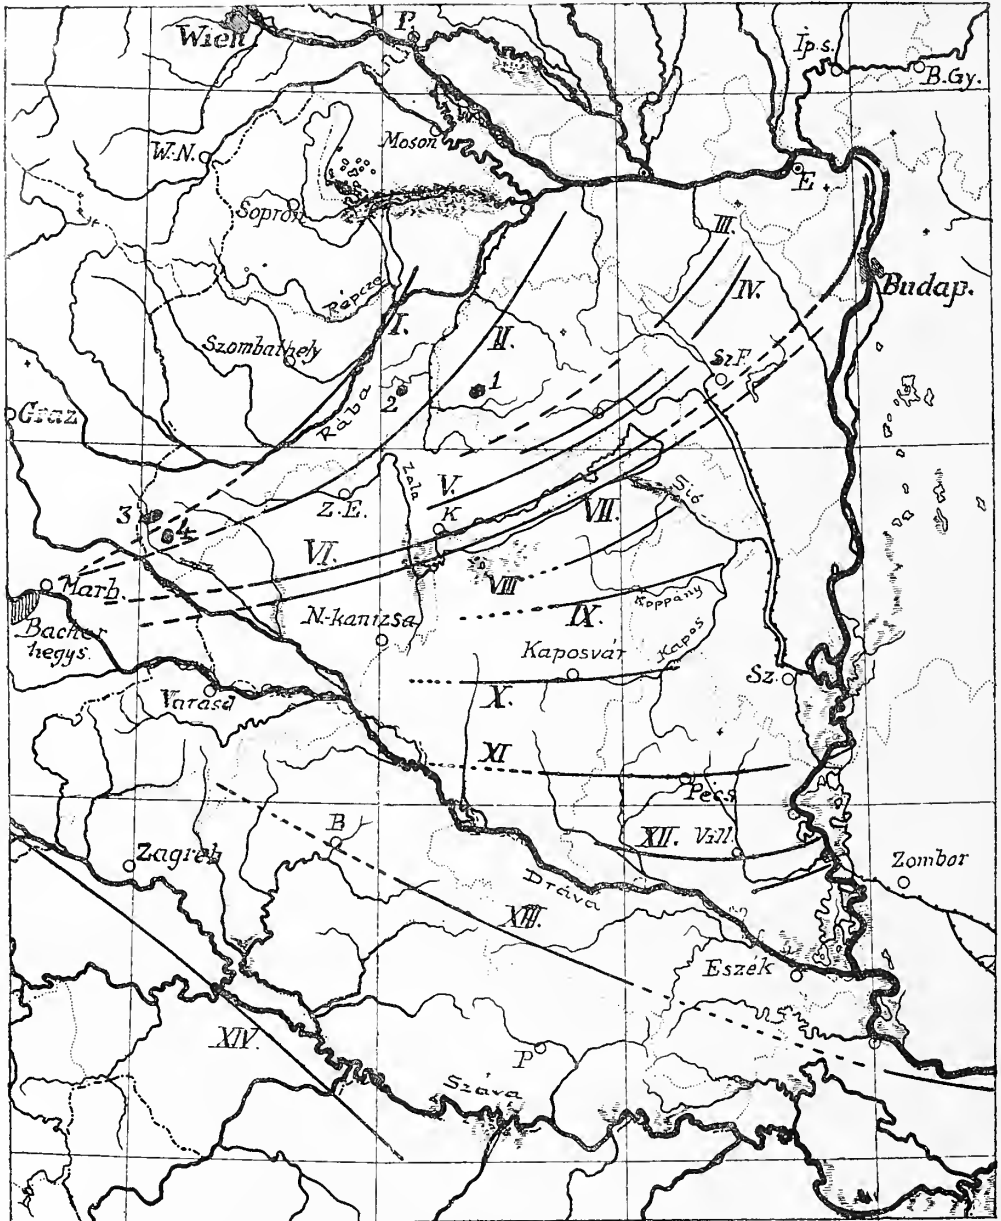 Wien
P.
Ip.s.
B.Gy.
Moson
W.N.
E
Sopron
III.
Budap.
IV.
Répcza
I.
II.
Szombathely
Sz.F.
1
2
Graz
Rába
Zala
V.
Sió
3
Z.E.
K
4
VI.
VII.
VIII
Marb.
Koppány
N-kanizsa
IX.
Bacher
hegys.
Kaposvár
Kapos
Sz.
X.
Varasd
XI
Pécs
B
XII.
Vill.
Zagreb
Zombor
Dráva
XIII.
Eszék
XIV.
P
Száva